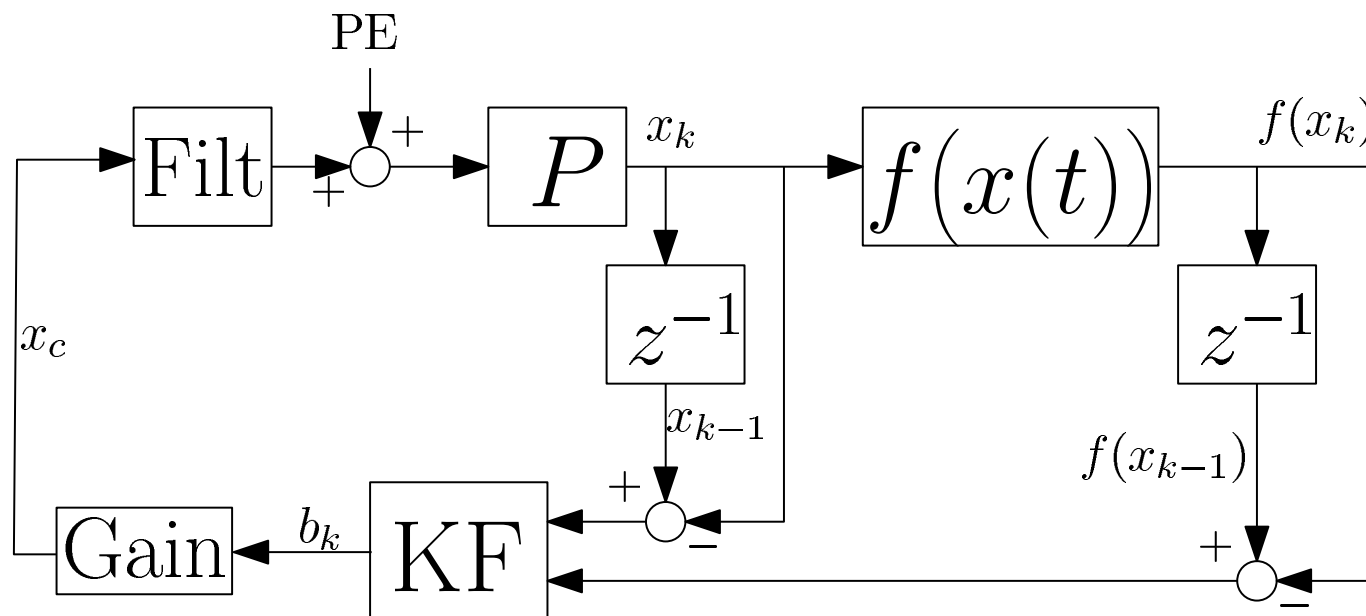 PE
+
+
Filt
P
x_k
f(x(t))
f(x_k)
z^{-1}
z^{-1}
x_c
x_{k-1}
f(x_{k-1})
+
−
+
−
Gain
b_k
KF